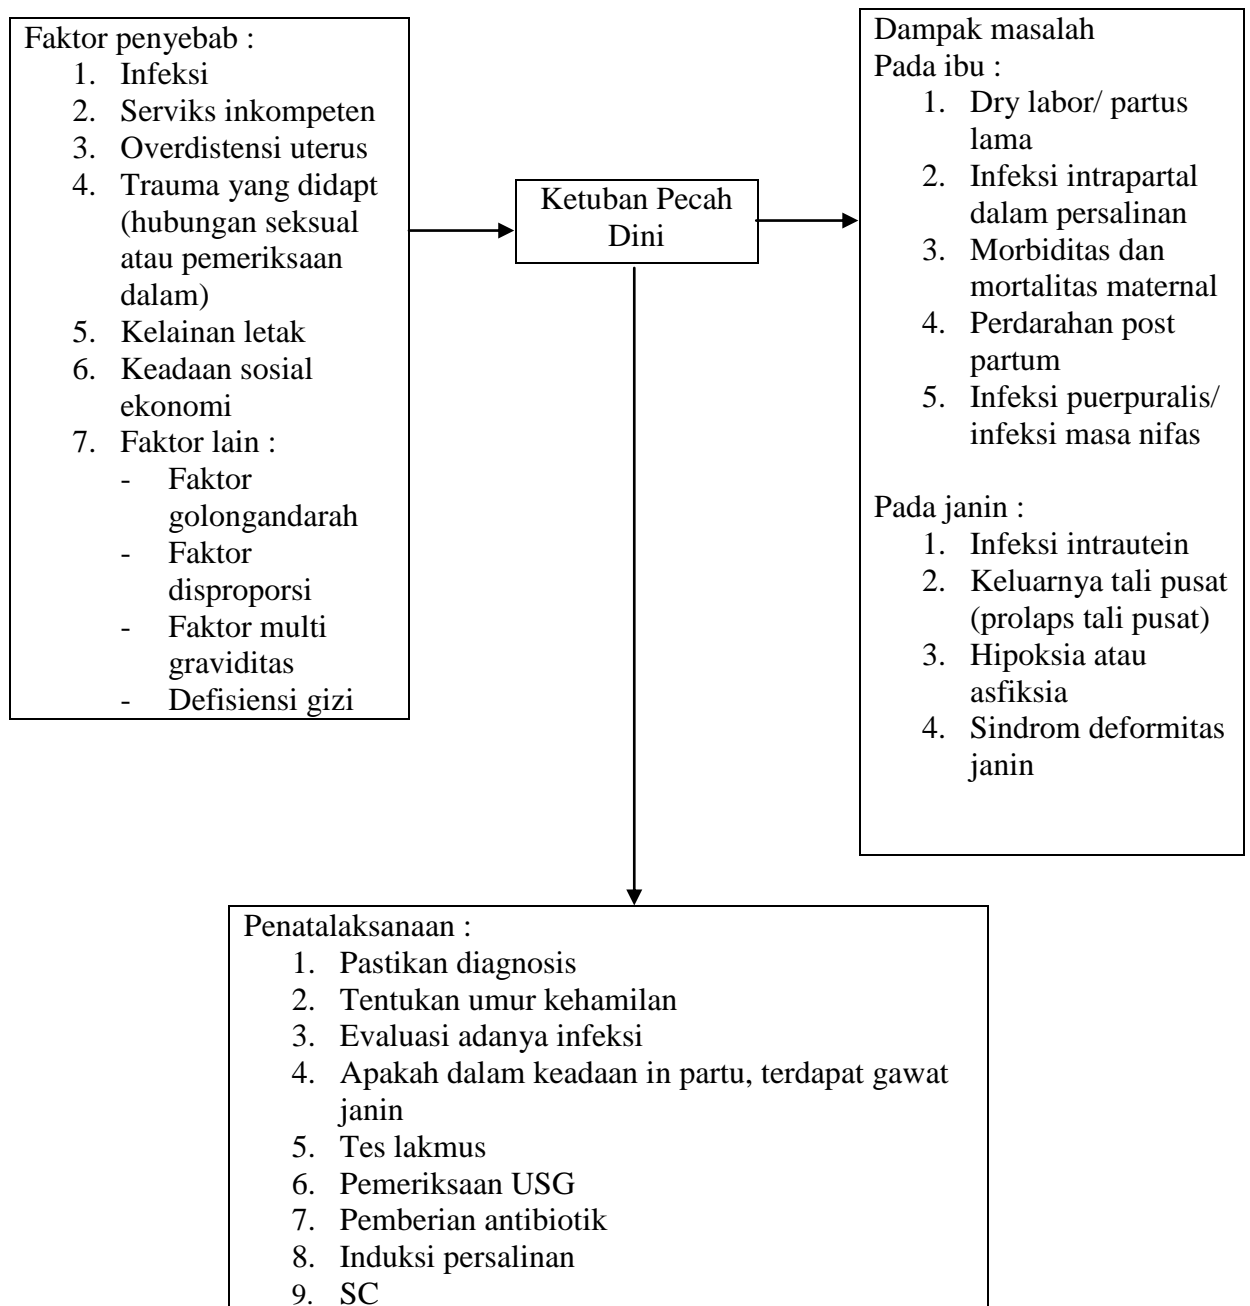 Faktor penyebab :
1. Infeksi
2. Serviks inkompeten
3. Overdistensi uterus
4. Trauma yang didapt
(hubungan seksual
atau pemeriksaan
dalam)
5. Kelainan letak
6. Keadaan sosial
ekonomi
7. Faktor lain :
- Faktor
golongandarah
- Faktor
disproporsi
- Faktor multi
graviditas
- Defisiensi gizi
Ketuban Pecah
Dini
Dampak masalah
Pada ibu :
1. Dry labor/ partus
lama
2. Infeksi intrapartal
dalam persalinan
3. Morbiditas dan
mortalitas maternal
4. Perdarahan post
partum
5. Infeksi puerpuralis/
infeksi masa nifas
Pada janin :
1. Infeksi intrautein
2. Keluarnya tali pusat
(prolaps tali pusat)
3. Hipoksia atau
asfiksia
4. Sindrom deformitas
janin
Penatalaksanaan :
1. Pastikan diagnosis
2. Tentukan umur kehamilan
3. Evaluasi adanya infeksi
4. Apakah dalam keadaan in partu, terdapat gawat
janin
5. Tes lakmus
6. Pemeriksaan USG
7. Pemberian antibiotik
8. Induksi persalinan
9. SC